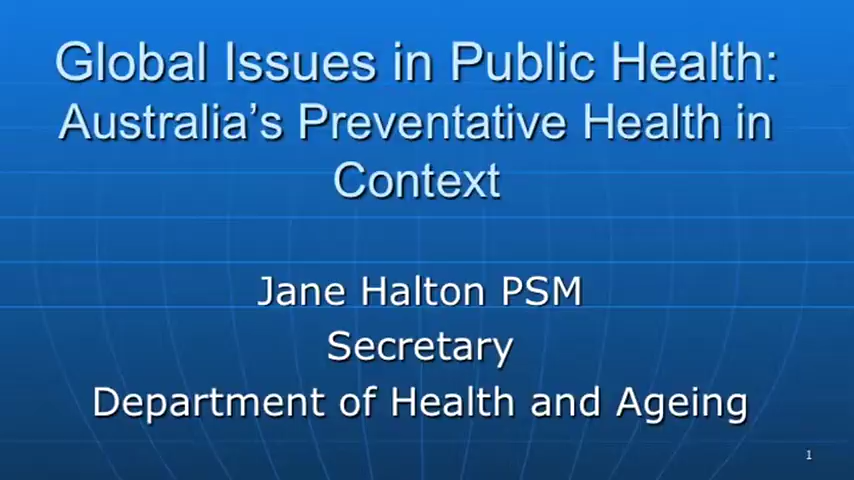 Global Issues in Public Health:
Australia’s Preventative Health in
Context
Jane Halton PSM
Secretary
Department of Health and Ageing
1